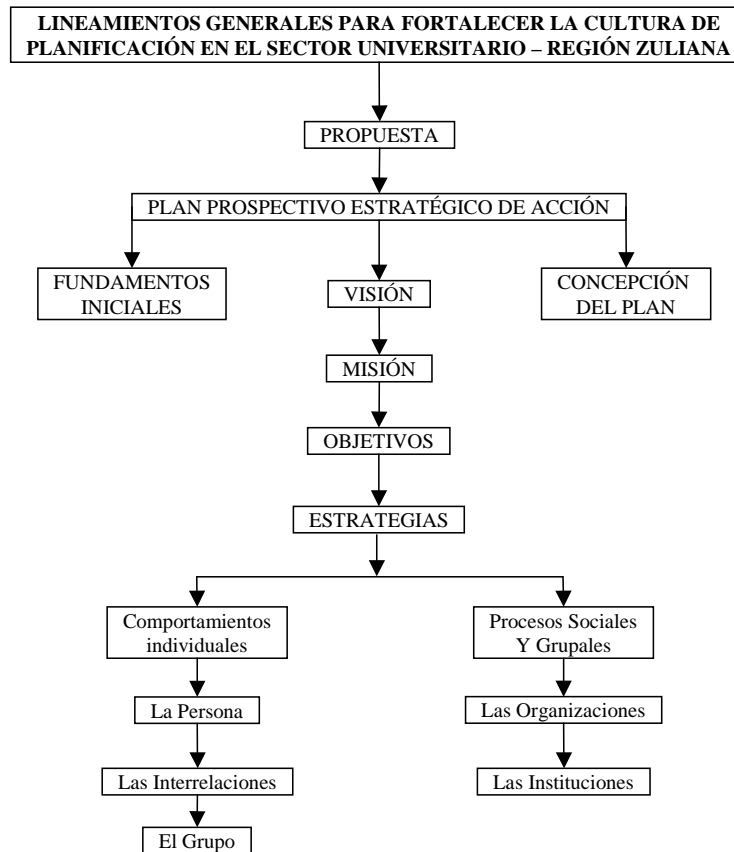 LINEAMIENTOS GENERALES PARA FORTALECER LA CULTURA DE
PLANIFICACIÓN EN EL SECTOR UNIVERSITARIO – REGIÓN ZULIANA
PROPUESTA
PLAN PROSPECTIVO ESTRATÉGICO DE ACCIÓN
FUNDAMENTOS
INICIALES
VISIÓN
CONCEPCIÓN
DEL PLAN
MISIÓN
OBJETIVOS
ESTRATEGIAS
Comportamientos
individuales
Procesos Sociales
Y Grupales
La Persona
Las Organizaciones
Las Interrelaciones
Las Instituciones
El Grupo